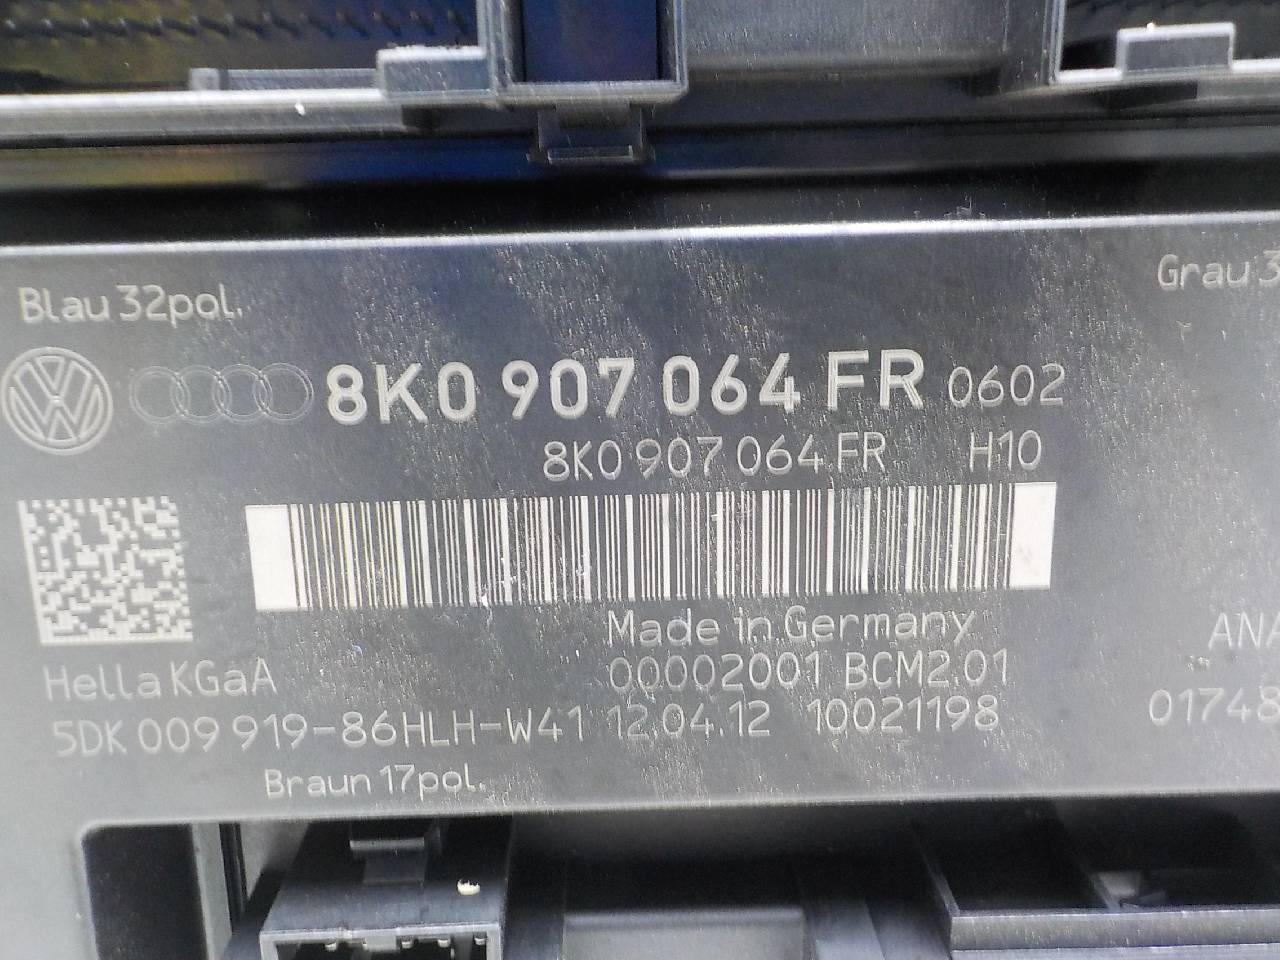 Blau 32pol.
Grau 3
8K0 907 064 FR 0602
8K0 907 064 FR H10
Made in Germany
ANA
Hella KGaA
00002001 BCM2.01
5DK 009 919-86HLH-W41 12.04.12 10021198
01748
Braun 17pol.